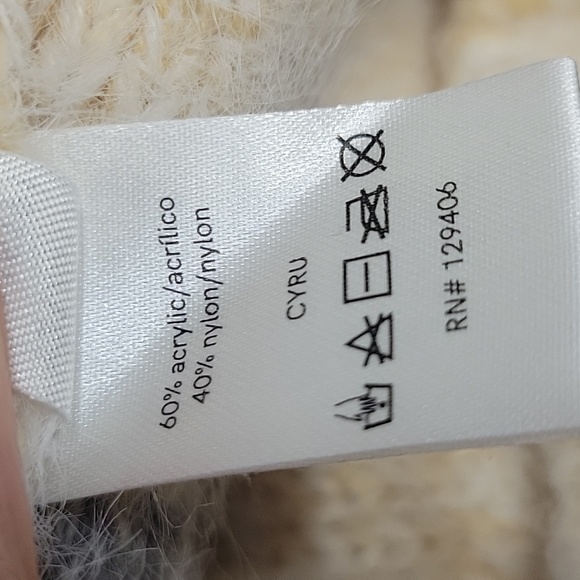 60% acrylic/acrílico
40% nylon/nylon
CYRU
RN# 129406